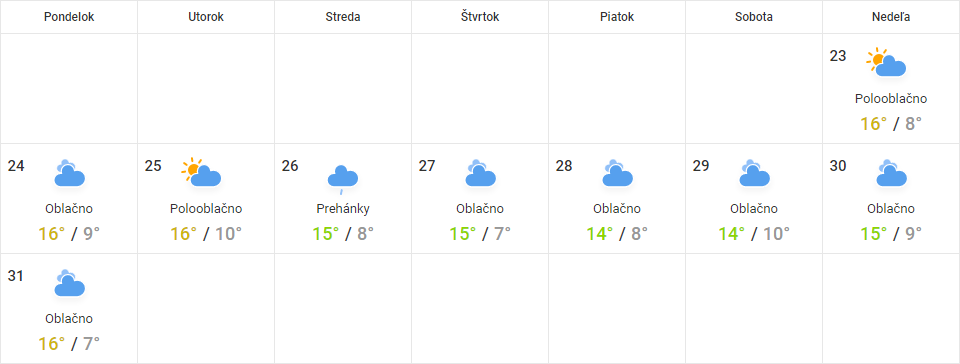 Pondelok Utorok Streda Štvrtok Piatok Sobota Nedeľa
23
Polooblačno
16° / 8°
24 25 26 27 28 29 30
Oblačno Polooblačno Prehánky Oblačno Oblačno Oblačno Oblačno
16° / 9° 16° / 10° 15° / 8° 15° / 7° 14° / 8° 14° / 10° 15° / 9°
31
Oblačno
16° / 7°